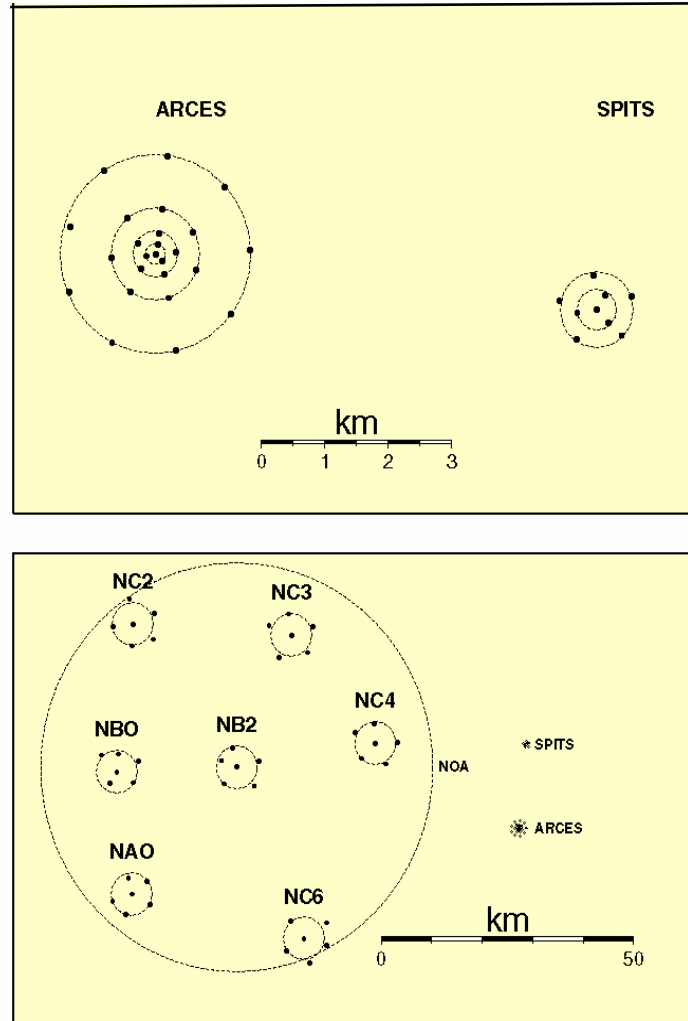 ARCES
SPITS
km
0 1 2 3
NC2
NC3
NC4
NBO
NB2
SPITS
NOA
ARCES
NAO
NC6
km
0 50